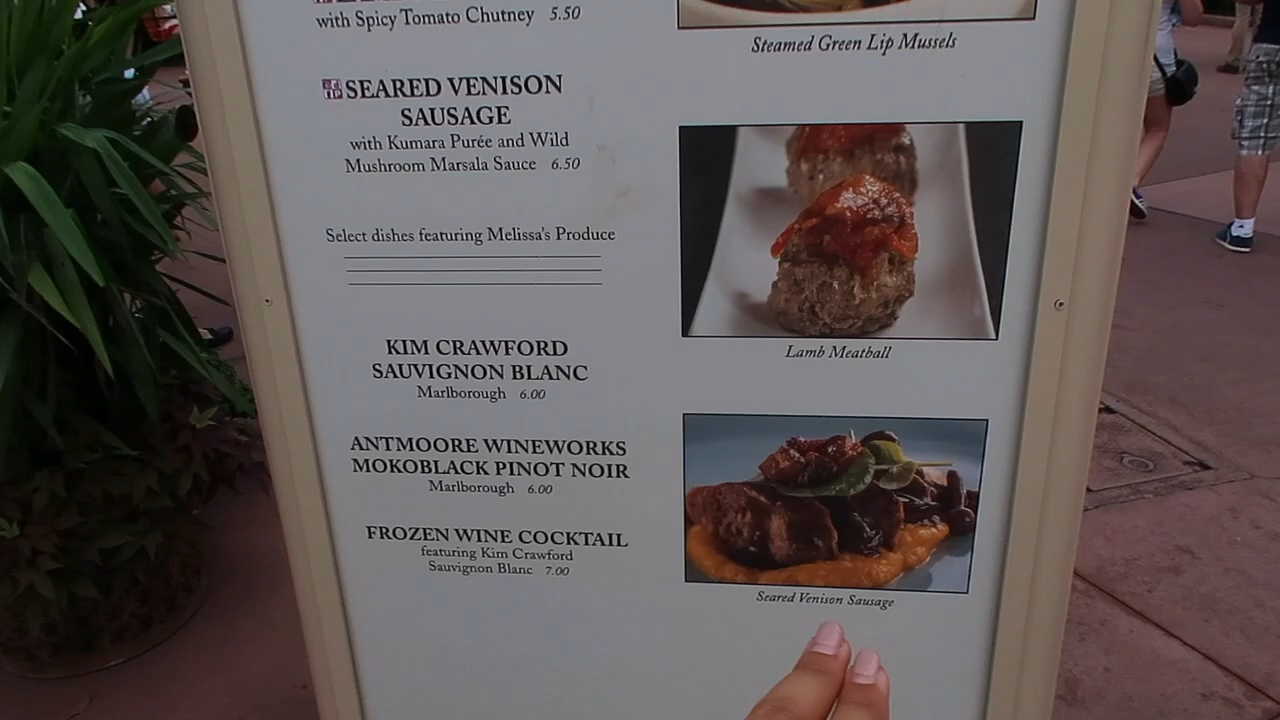 with Spicy Tomato Chutney 5.50
SEARED VENISON
SAUSAGE
with Kumara Purée and Wild
Mushroom Marsala Sauce 6.50
Select dishes featuring Melissa's Produce
KIM CRAWFORD
SAUVIGNON BLANC
Marlborough 6.00
ANTMOORE WINEWORKS
MOKOBLACK PINOT NOIR
Marlborough 6.00
FROZEN WINE COCKTAIL
featuring Kim Crawford
Sauvignon Blanc 7.00
Steamed Green Lip Mussels
Lamb Meatball
Seared Venison Sausage